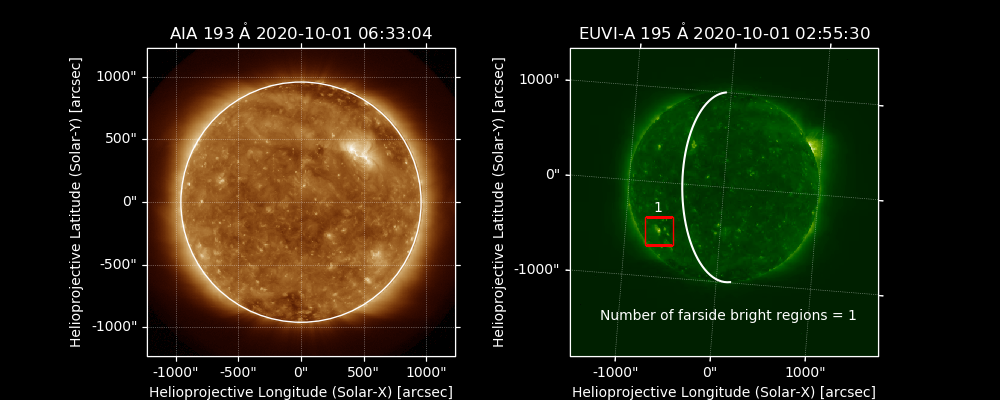 AIA 193 Å 2020-10-01 06:33:04
Helioprojective Latitude (Solar-Y) [arcsec]
1000"
500"
0"
-500"
-1000"
-1000"  -500"  0"  500"  1000"
Helioprojective Longitude (Solar-X) [arcsec]
EUVI-A 195 Å 2020-10-01 02:55:30
Helioprojective Latitude (Solar-Y) [arcsec]
1000"
0"
-1000"
1
Number of farside bright regions = 1
-1000"  0"  1000"
Helioprojective Longitude (Solar-X) [arcsec]